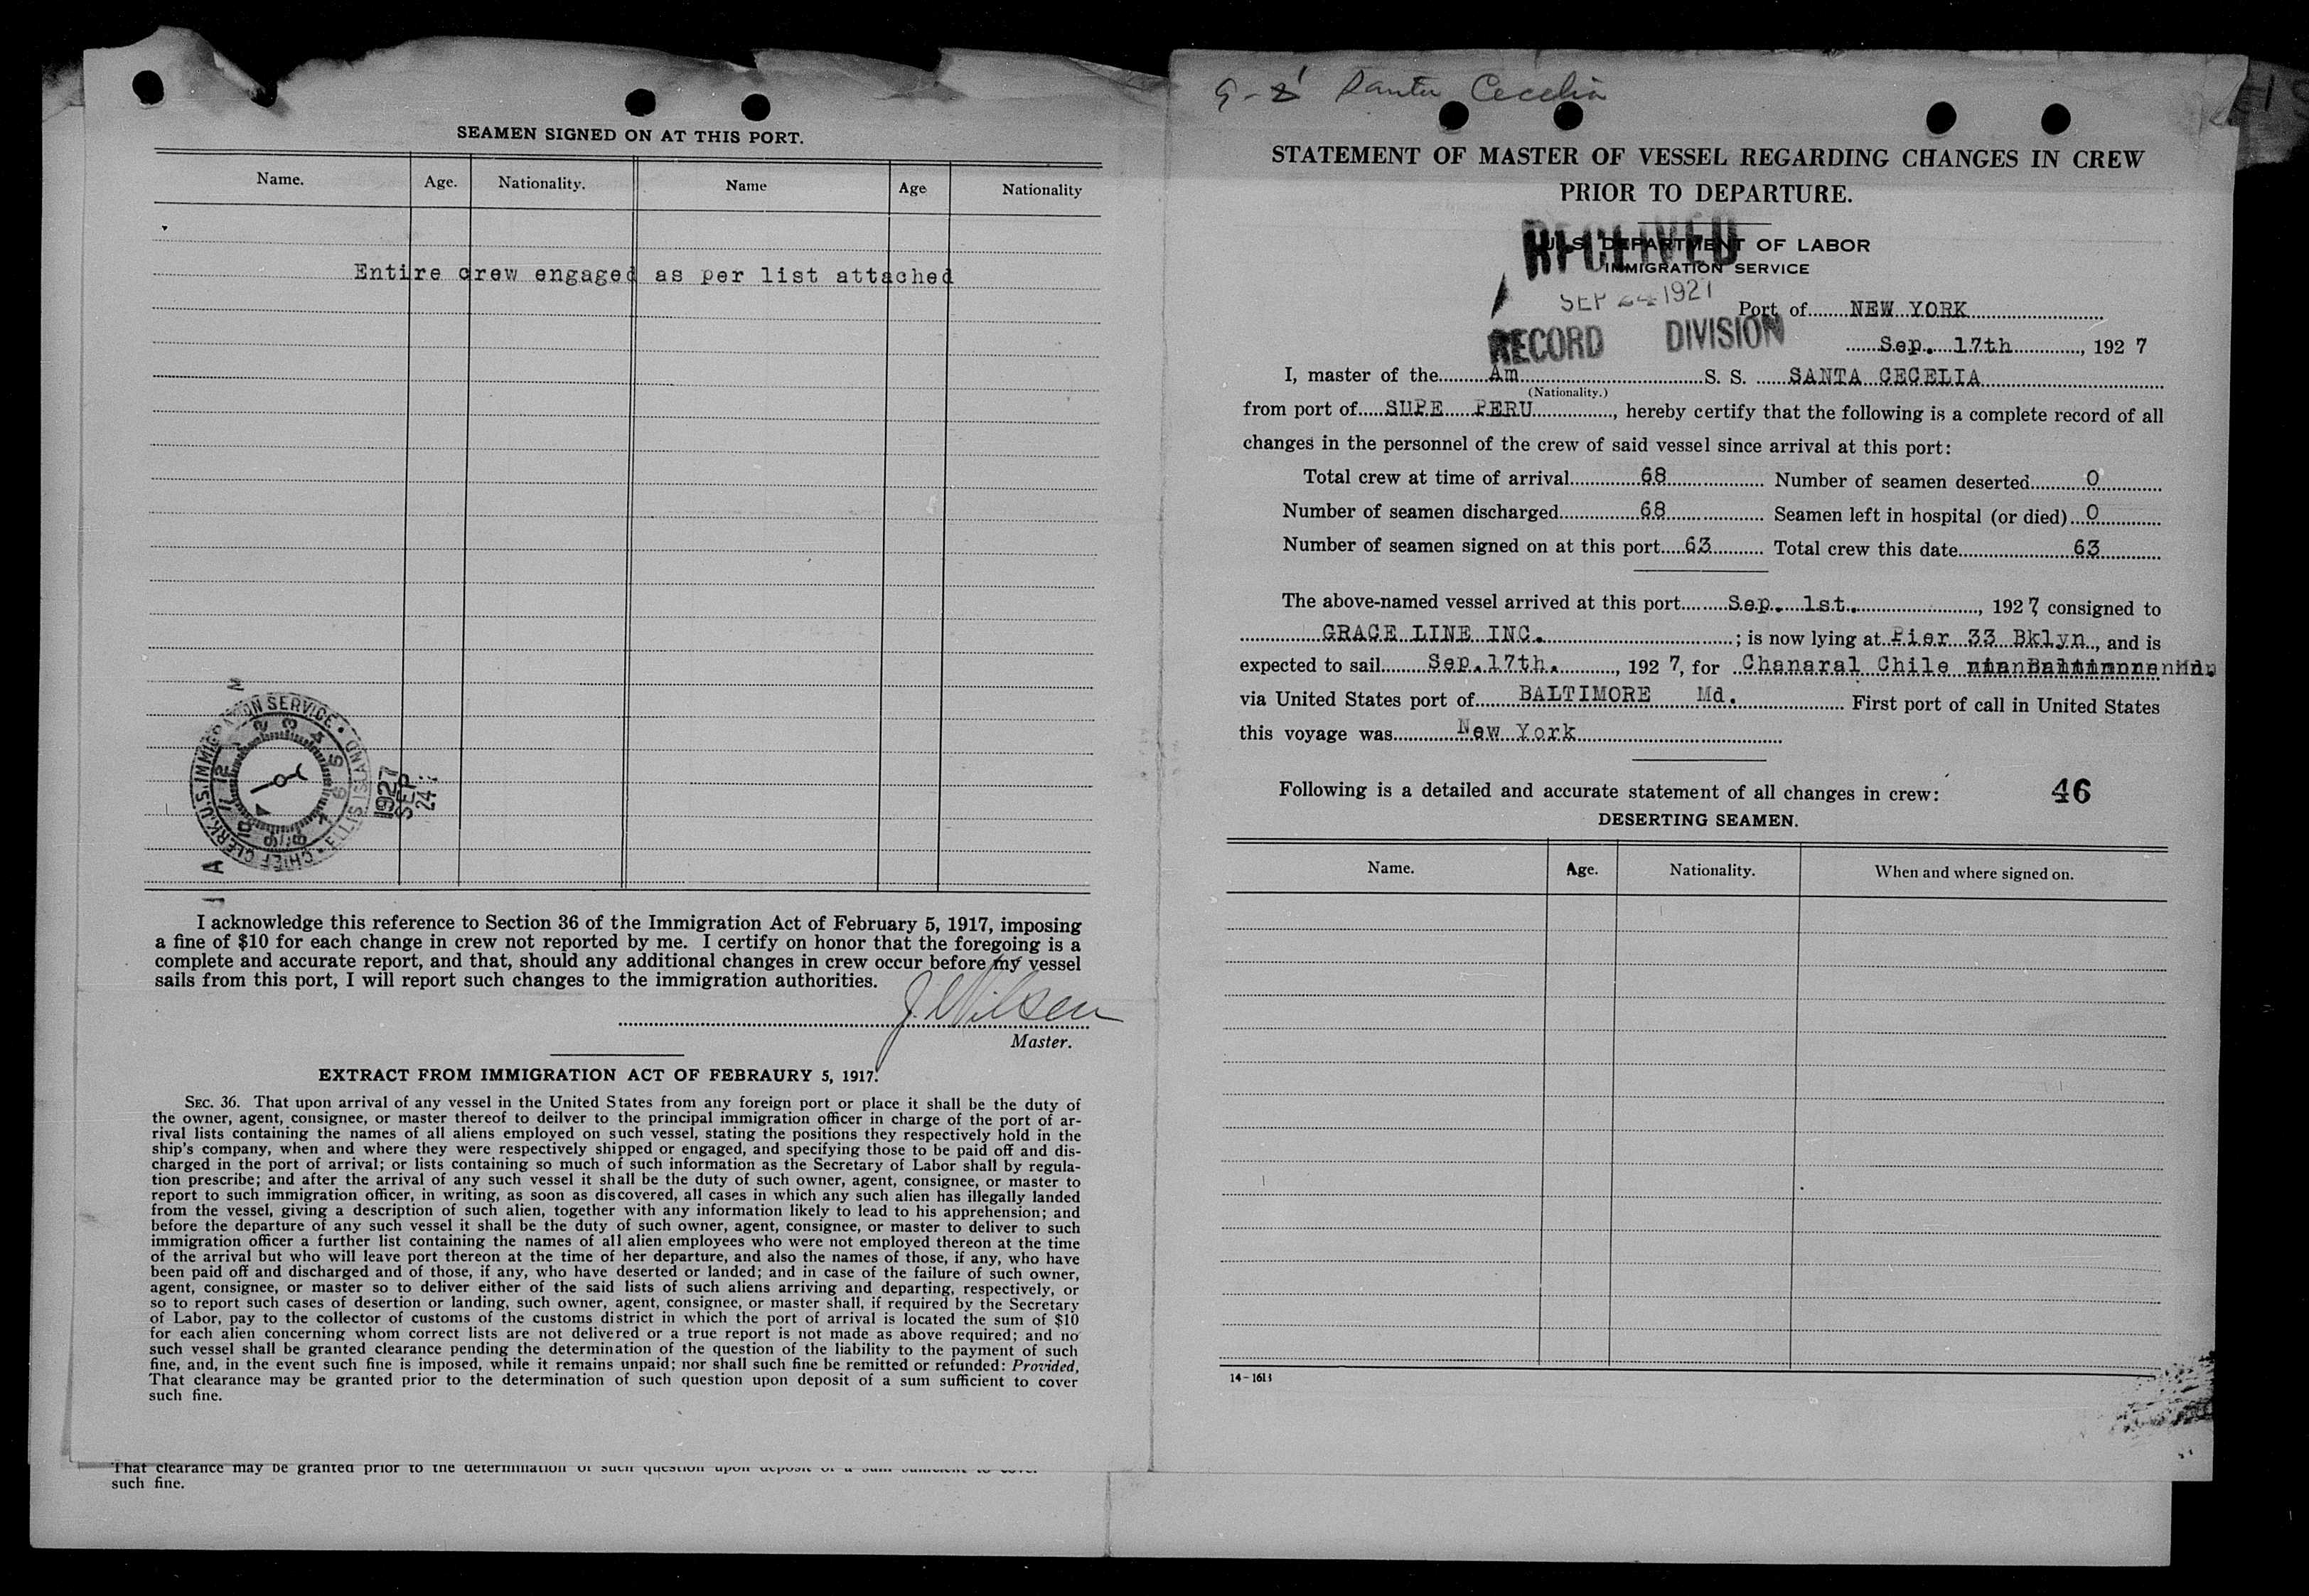 SEAMEN SIGNED ON AT THIS PORT.
Name. Age. Nationality. Name Age Nationality
Entire crew engaged as per list attached
CHIEF CLERK U.S. IMMIGRATION SERVICE • ELLIS ISLAND
1927
SEP
24
I acknowledge this reference to Section 36 of the Immigration Act of February 5, 1917, imposing
a fine of $10 for each change in crew not reported by me. I certify on honor that the foregoing is a
complete and accurate report, and that, should any additional changes in crew occur before my vessel
sails from this port, I will report such changes to the immigration authorities.
Master.
EXTRACT FROM IMMIGRATION ACT OF FEBRAURY 5, 1917.
SEC. 36. That upon arrival of any vessel in the United States from any foreign port or place it shall be the duty of
the owner, agent, consignee, or master thereof to deilver to the principal immigration officer in charge of the port of ar-
rival lists containing the names of all aliens employed on such vessel, stating the positions they respectively hold in the
ship's company, when and where they were respectively shipped or engaged, and specifying those to be paid off and dis-
charged in the port of arrival; or lists containing so much of such information as the Secretary of Labor shall by regula-
tion prescribe; and after the arrival of any such vessel it shall be the duty of such owner, agent, consignee, or master to
report to such immigration officer, in writing, as soon as discovered, all cases in which any such alien has illegally landed
from the vessel, giving a description of such alien, together with any information likely to lead to his apprehension; and
before the departure of any such vessel it shall be the duty of such owner, agent, consignee, or master to deliver to such
immigration officer a further list containing the names of all alien employees who were not employed thereon at the time
of the arrival but who will leave port thereon at the time of her departure, and also the names of those, if any, who have
been paid off and discharged and of those, if any, who have deserted or landed; and in case of the failure of such owner,
agent, consignee, or master so to deliver either of the said lists of such aliens arriving and departing, respectively, or
so to report such cases of desertion or landing, such owner, agent, consignee, or master shall, if required by the Secretary
of Labor, pay to the collector of customs of the customs district in which the port of arrival is located the sum of $10
for each alien concerning whom correct lists are not delivered or a true report is not made as above required; and no
such vessel shall be granted clearance pending the determination of the question of the liability to the payment of such
fine, and, in the event such fine is imposed, while it remains unpaid; nor shall such fine be remitted or refunded: Provided,
That clearance may be granted prior to the determination of such question upon deposit of a sum sufficient to cover
such fine.
That clearance may be granted prior to the determination of such question upon deposit of a sum sufficient to cover
such fine.
Santa Cecelia
STATEMENT OF MASTER OF VESSEL REGARDING CHANGES IN CREW
PRIOR TO DEPARTURE.
RECEIVED
U. S. DEPARTMENT OF LABOR
IMMIGRATION SERVICE
SEP 24 1927
Port of NEW YORK
RECORD DIVISION
Sep. 17th, 1927
I, master of the Am S. S. SANTA CECELIA
(Nationality.)
from port of SUPE PERU, hereby certify that the following is a complete record of all
changes in the personnel of the crew of said vessel since arrival at this port:
Total crew at time of arrival 68 Number of seamen deserted 0
Number of seamen discharged 68 Seamen left in hospital (or died) 0
Number of seamen signed on at this port 63 Total crew this date 63
The above-named vessel arrived at this port Sep. 1st., 1927, consigned to
GRACE LINE INC.; is now lying at Pier 33 Bklyn, and is
expected to sail Sep.17th., 1927, for Chanaral Chile
via United States port of BALTIMORE Md. First port of call in United States
this voyage was New York
Following is a detailed and accurate statement of all changes in crew: 46
DESERTING SEAMEN.
Name. Age. Nationality. When and where signed on.
14-1613